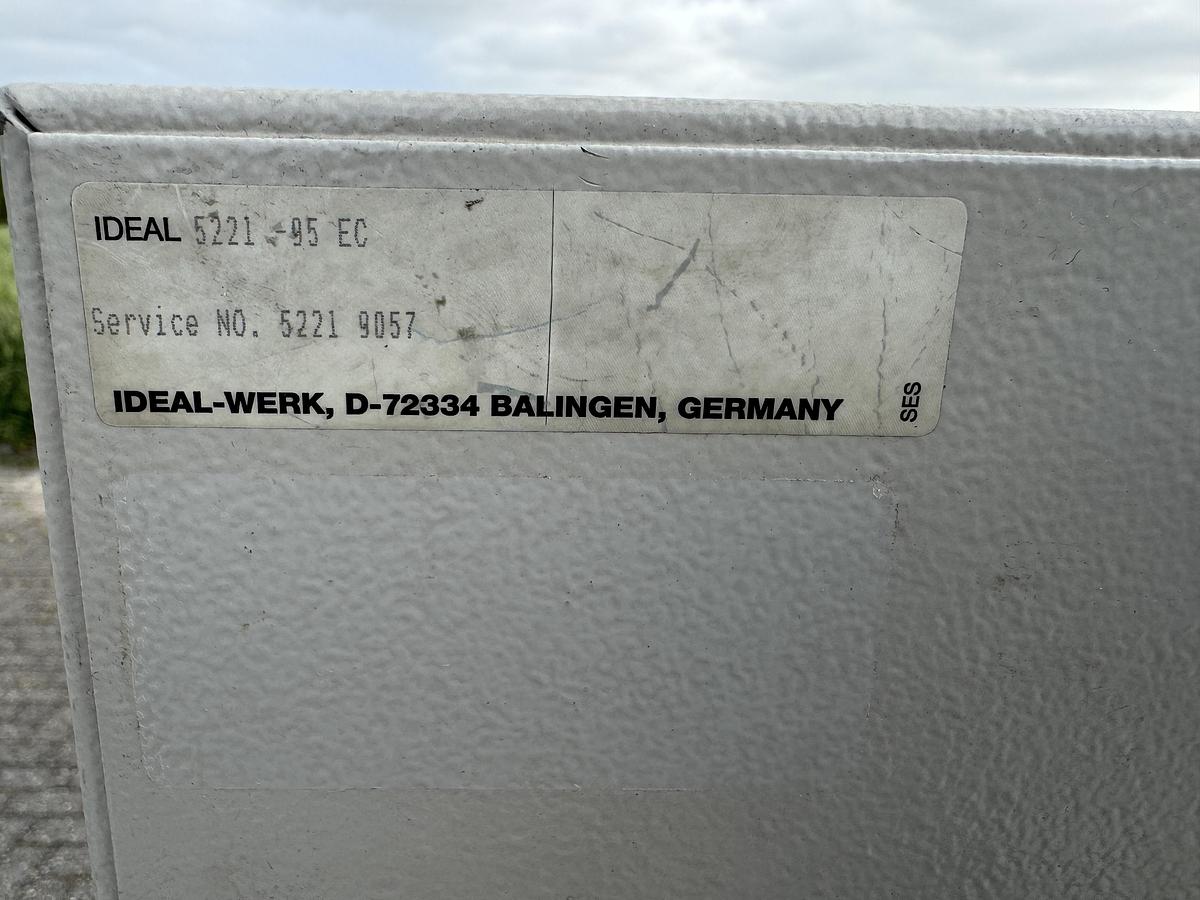 IDEAL 5221 -95 EC
Service NO. 5221 9057
IDEAL-WERK, D-72334 BALINGEN, GERMANY
SES